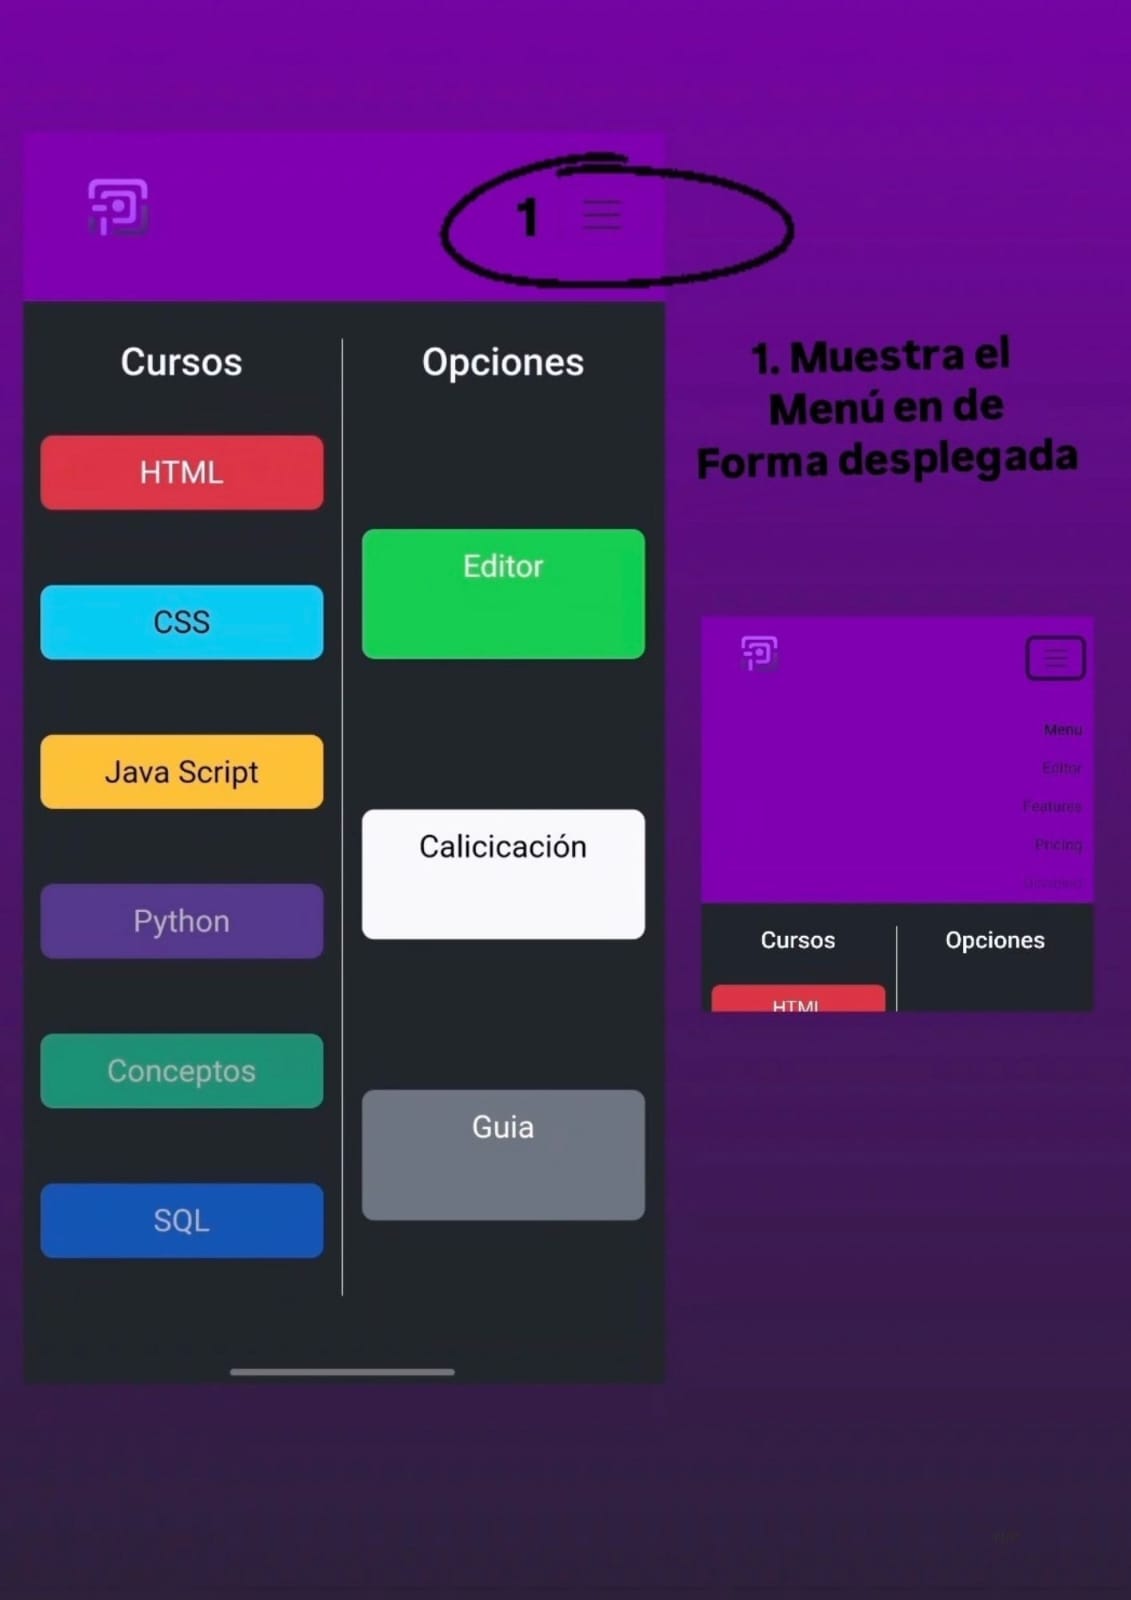 1
Cursos
Opciones
HTML
CSS
Java Script
Python
Conceptos
SQL
Editor
Calicicación
Guia
1. Muestra el
Menú en de
Forma desplegada
Menu
Editor
Features
Pricing
Disabled
Cursos
Opciones
HTML